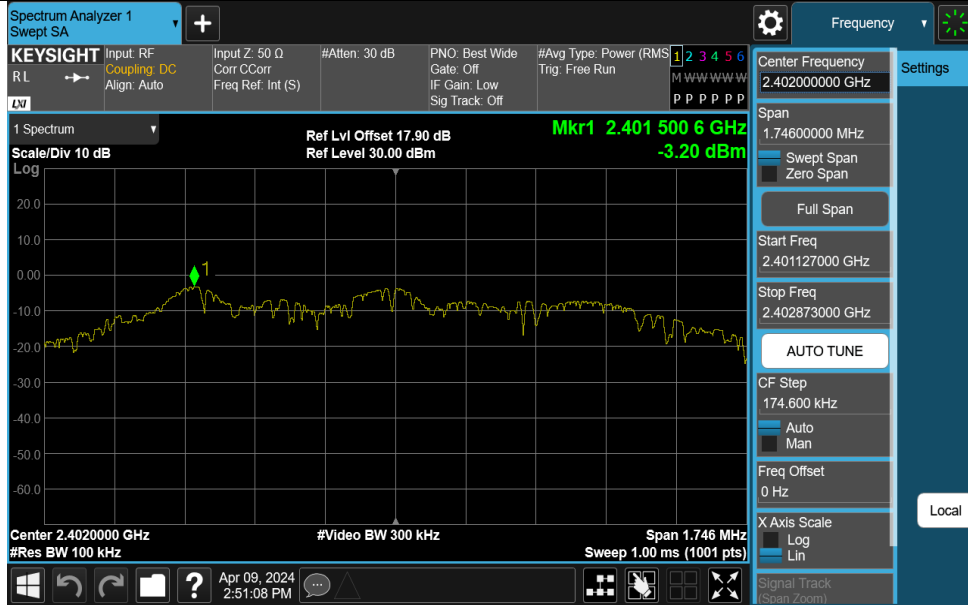 Spectrum Analyzer 1
Swept SA
+
Frequency
KEYSIGHT
R L
LXI
Input: RF
Coupling: DC
Align: Auto
Input Z: 50 Ω
Corr CCorr
Freq Ref: Int (S)
#Atten: 30 dB
PNO: Best Wide
Gate: Off
IF Gain: Low
Sig Track: Off
#Avg Type: Power (RMS
Trig: Free Run
1 2 3 4 5 6
M W W W W W
P P P P P P
1 Spectrum
Scale/Div 10 dB
Log
Ref Lvl Offset 17.90 dB
Ref Level 30.00 dBm
Mkr1 2.401 500 6 GHz
-3.20 dBm
20.0
10.0
0.00
-10.0
-20.0
-30.0
-40.0
-50.0
-60.0
1
Center 2.4020000 GHz
#Res BW 100 kHz
#Video BW 300 kHz
Span 1.746 MHz
Sweep 1.00 ms (1001 pts)
Center Frequency
2.402000000 GHz
Settings
Span
1.74600000 MHz
Swept Span
Zero Span
Full Span
Start Freq
2.401127000 GHz
Stop Freq
2.402873000 GHz
AUTO TUNE
CF Step
174.600 kHz
Auto
Man
Freq Offset
0 Hz
Local
X Axis Scale
Log
Lin
Signal Track
(Span Zoom)
?
Apr 09, 2024
2:51:08 PM